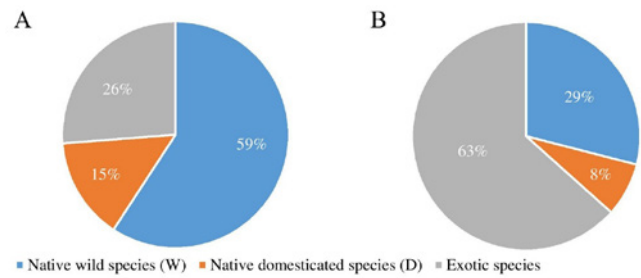 A
B
26%
59%
15%
29%
63%
8%
Native wild species (W) Native domesticated species (D) Exotic species